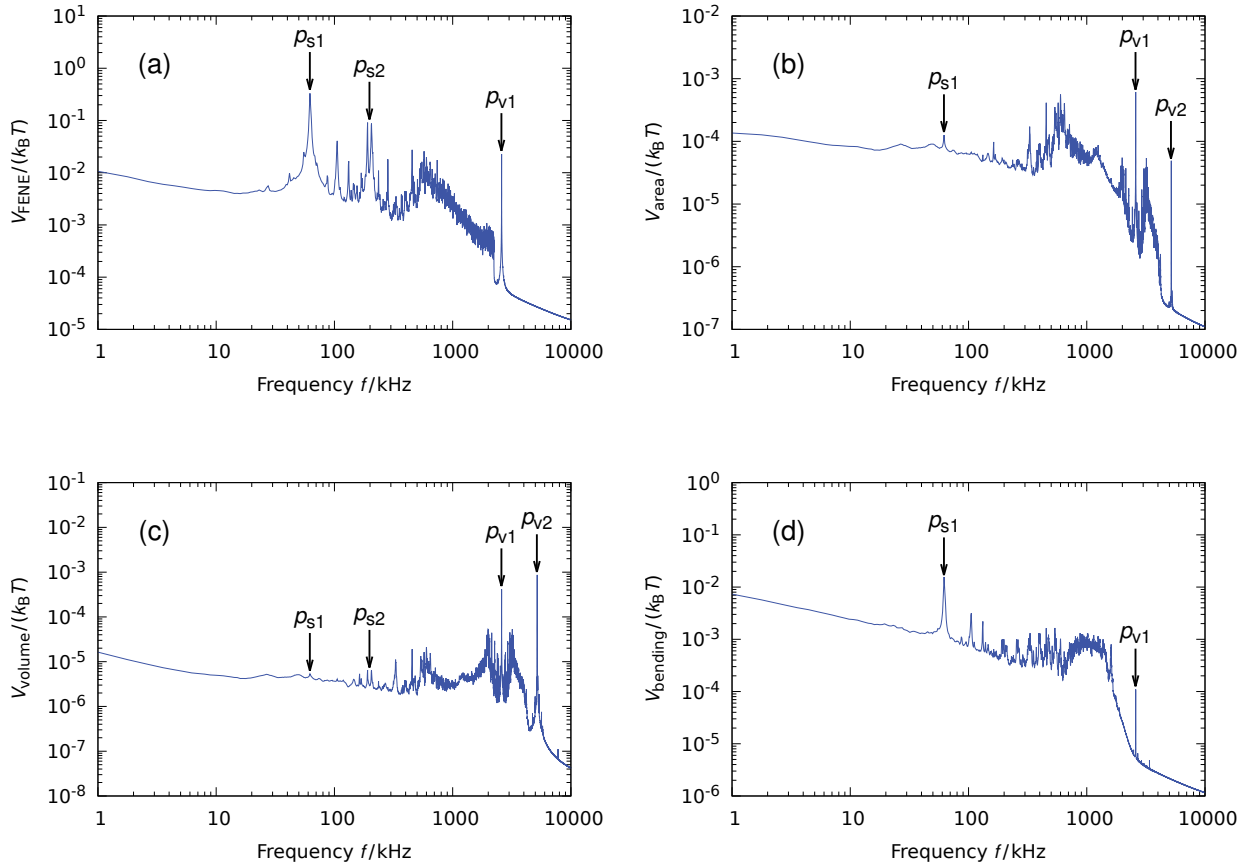 (a)
p_s1
p_s2
p_v1
V_FENE/(k_B T)
10^1
10^0
10^-1
10^-2
10^-3
10^-4
10^-5
1 10 100 1000 10000
Frequency f/kHz
(b)
p_s1
p_v1
p_v2
V_area/(k_B T)
10^-2
10^-3
10^-4
10^-5
10^-6
10^-7
1 10 100 1000 10000
Frequency f/kHz
(c)
p_s1
p_s2
p_v1
p_v2
V_volume/(k_B T)
10^-1
10^-2
10^-3
10^-4
10^-5
10^-6
10^-7
10^-8
1 10 100 1000 10000
Frequency f/kHz
(d)
p_s1
p_v1
V_bending/(k_B T)
10^0
10^-1
10^-2
10^-3
10^-4
10^-5
10^-6
1 10 100 1000 10000
Frequency f/kHz